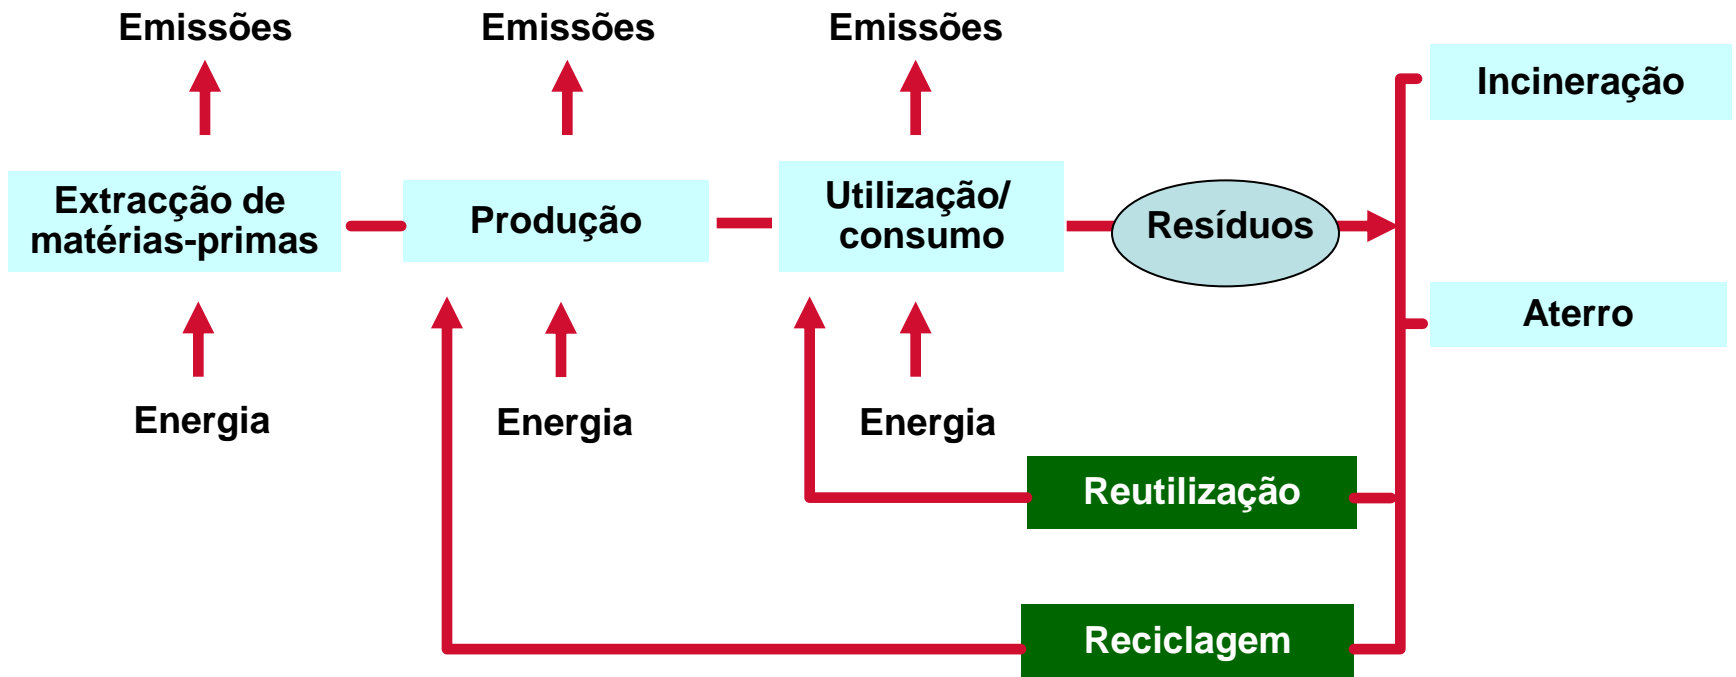 Emissões
Emissões
Emissões
Incineração
Extracção de
matérias-primas
Produção
Utilização/
consumo
Resíduos
Aterro
Energia
Energia
Energia
Reutilização
Reciclagem